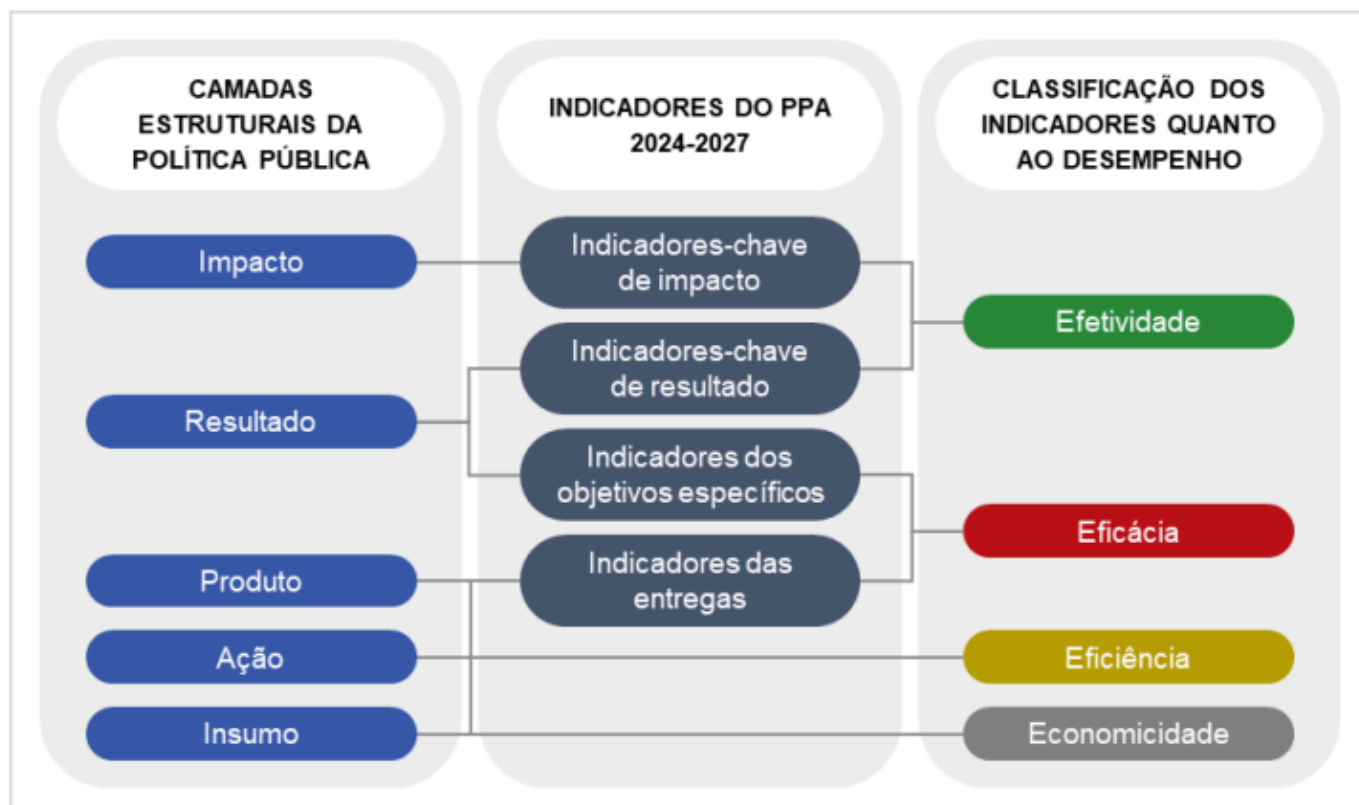 CAMADAS
ESTRUTURAIS DA
POLÍTICA PÚBLICA
Impacto
Resultado
Produto
Ação
Insumo
INDICADORES DO PPA
2024-2027
Indicadores-chave
de impacto
Indicadores-chave
de resultado
Indicadores dos
objetivos específicos
Indicadores das
entregas
CLASSIFICAÇÃO DOS
INDICADORES QUANTO
AO DESEMPENHO
Efetividade
Eficácia
Eficiência
Economicidade